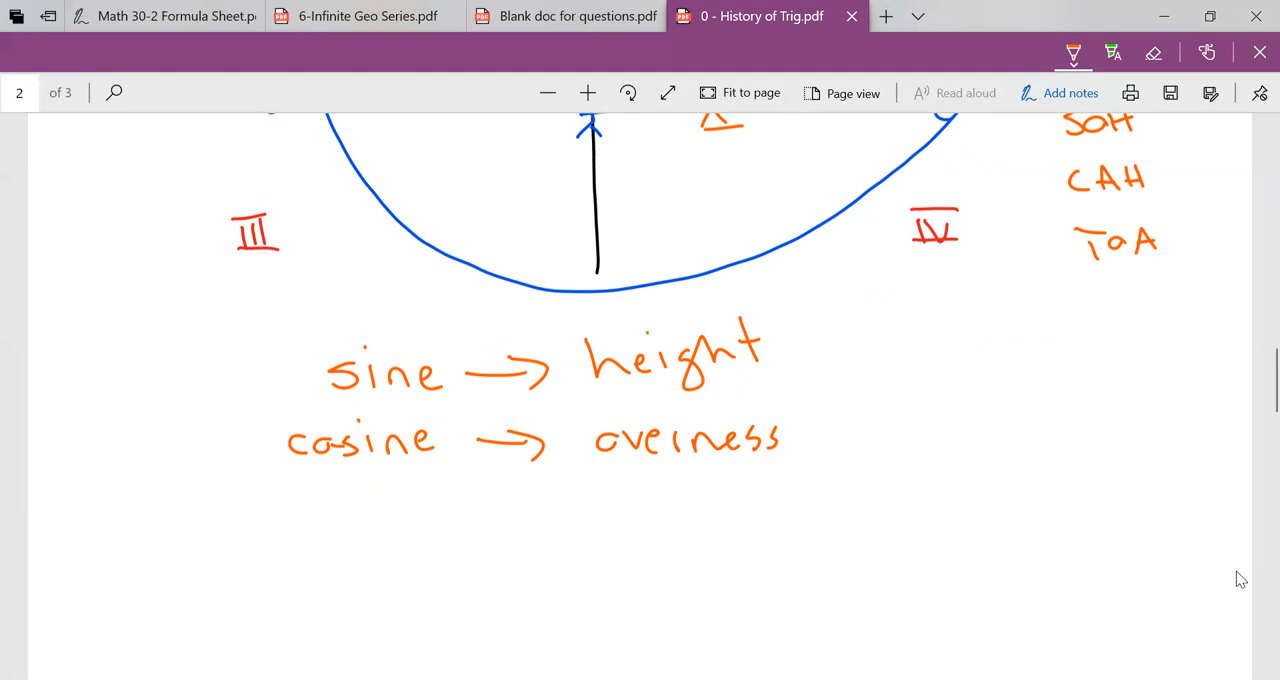 Math 30-2 Formula Sheet.p
6-Infinite Geo Series.pdf
Blank doc for questions.pdf
0 - History of Trig.pdf
2 of 3
Fit to page
Page view
Read aloud
Add notes
SOH
CAH
TOA
III
IV
sine → height
cosine → overness